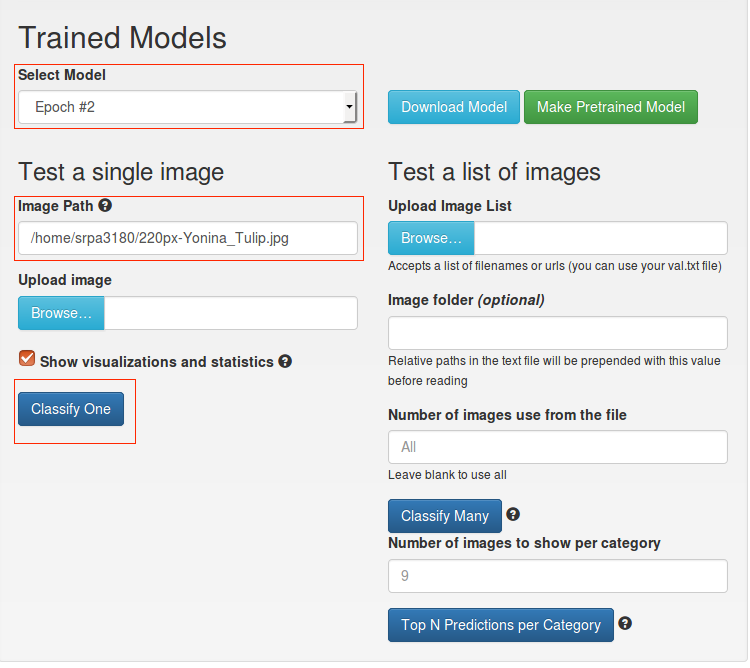 Trained Models
Select Model
Epoch #2
Download Model
Make Pretrained Model
Test a single image
Image Path
/home/srpa3180/220px-Yonina_Tulip.jpg
Upload image
Browse...
Show visualizations and statistics
Classify One
Test a list of images
Upload Image List
Browse...
Accepts a list of filenames or urls (you can use your val.txt file)
Image folder (optional)
Relative paths in the text file will be prepended with this value
before reading
Number of images use from the file
All
Leave blank to use all
Classify Many
Number of images to show per category
9
Top N Predictions per Category